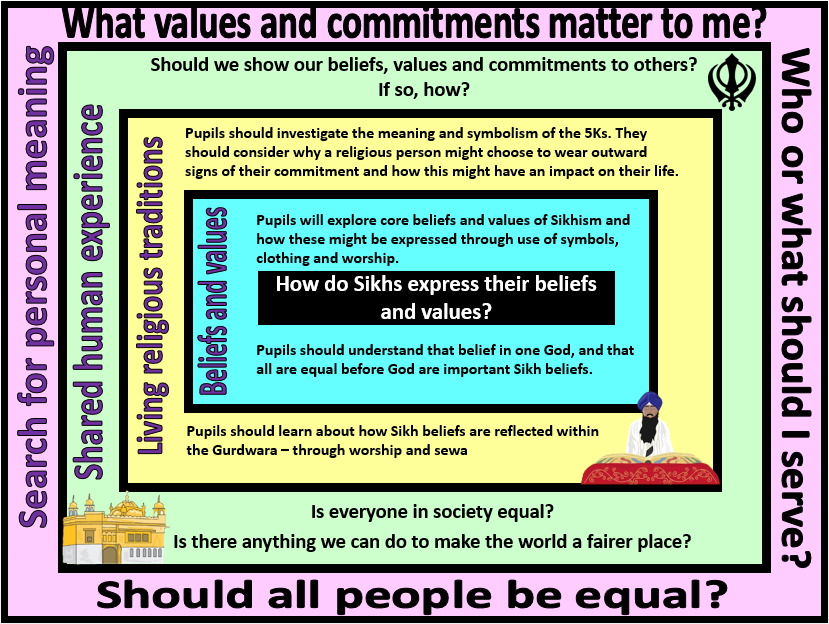 What values and commitments matter to me?
Search for personal meaning
Who or what should I serve?
Should all people be equal?
Shared human experience
Should we show our beliefs, values and commitments to others?
If so, how?
Is everyone in society equal?
Is there anything we can do to make the world a fairer place?
Living religious traditions
Pupils should investigate the meaning and symbolism of the 5Ks. They
should consider why a religious person might choose to wear outward
signs of their commitment and how this might have an impact on their life.
Pupils should learn about how Sikh beliefs are reflected within
the Gurdwara – through worship and sewa
Beliefs and values
Pupils will explore core beliefs and values of Sikhism and
how these might be expressed through use of symbols,
clothing and worship.
How do Sikhs express their beliefs
and values?
Pupils should understand that belief in one God, and that
all are equal before God are important Sikh beliefs.